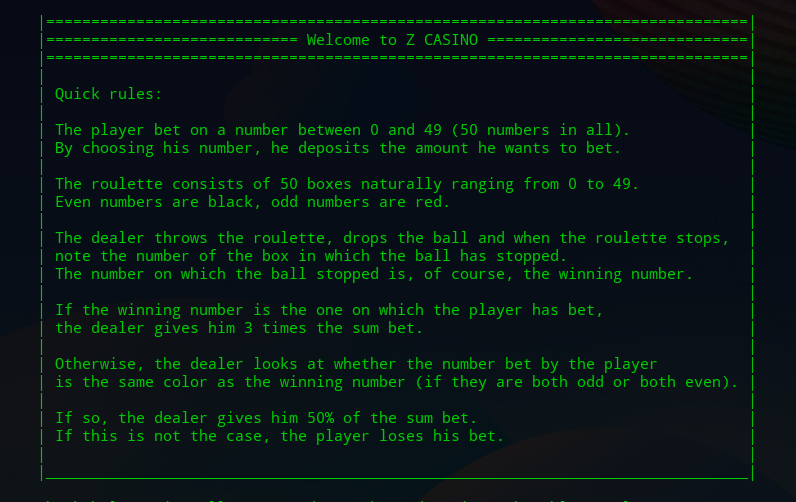 Welcome to Z CASINO
Quick rules:
The player bet on a number between 0 and 49 (50 numbers in all).
By choosing his number, he deposits the amount he wants to bet.
The roulette consists of 50 boxes naturally ranging from 0 to 49.
Even numbers are black, odd numbers are red.
The dealer throws the roulette, drops the ball and when the roulette stops,
note the number of the box in which the ball has stopped.
The number on which the ball stopped is, of course, the winning number.
If the winning number is the one on which the player has bet,
the dealer gives him 3 times the sum bet.
Otherwise, the dealer looks at whether the number bet by the player
is the same color as the winning number (if they are both odd or both even).
If so, the dealer gives him 50% of the sum bet.
If this is not the case, the player loses his bet.